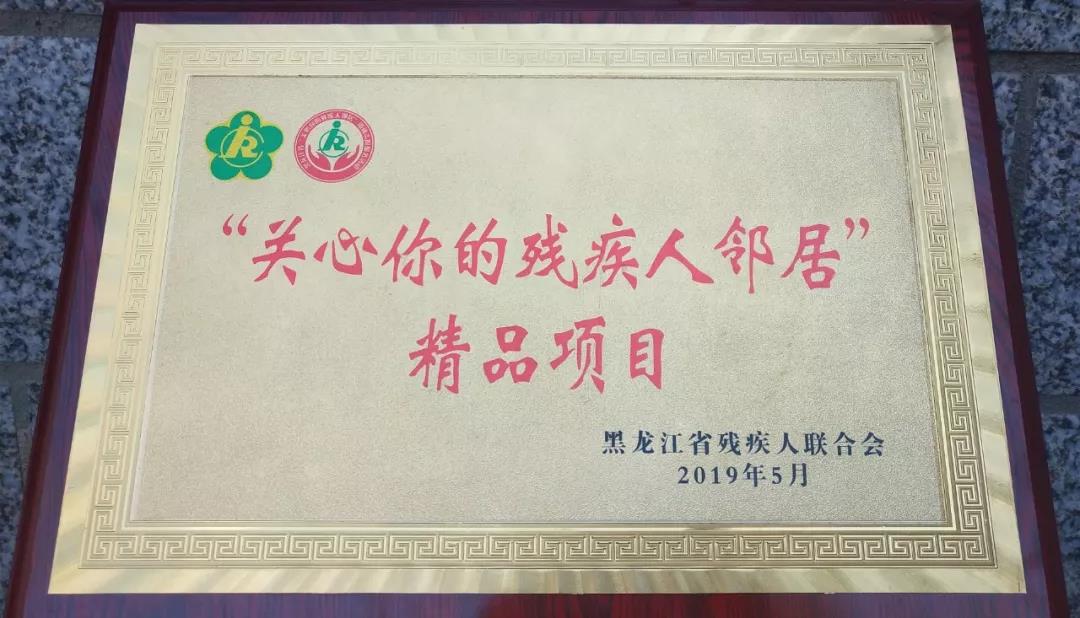 “关心你的残疾人邻居”
精品项目
黑龙江省残疾人联合会
2019年5月